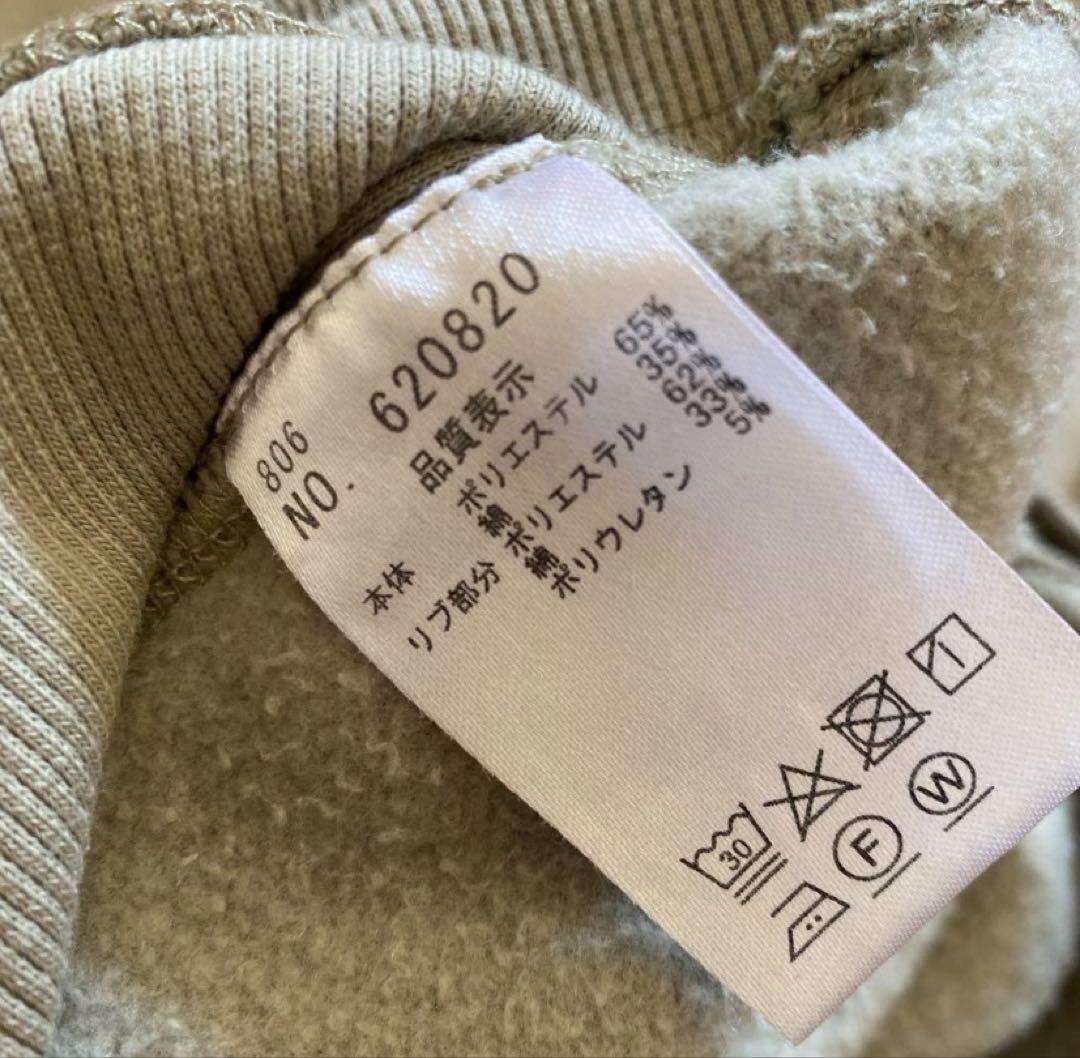 806
NO. 620820
品質表示
本体 ポリエステル 65%
綿 35%
リブ部分 ポリエステル 62%
綿 33%
ポリウレタン 5%
30
F
W